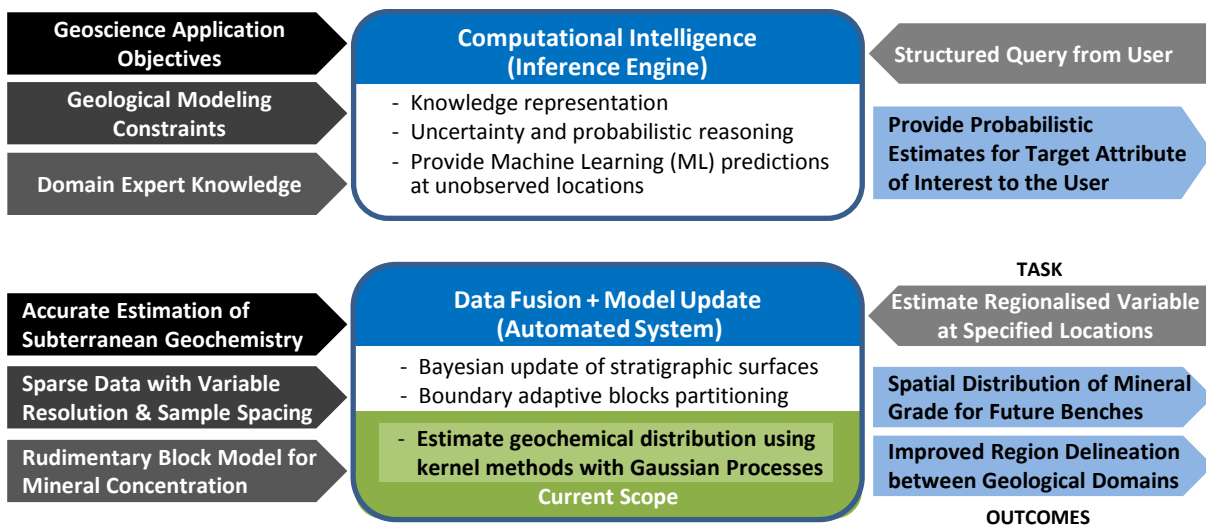 Geoscience Application
Objectives
Geological Modeling
Constraints
Domain Expert Knowledge
Computational Intelligence
(Inference Engine)
- Knowledge representation
- Uncertainty and probabilistic reasoning
- Provide Machine Learning (ML) predictions
at unobserved locations
Structured Query from User
Provide Probabilistic
Estimates for Target Attribute
of Interest to the User
Accurate Estimation of
Subterranean Geochemistry
Sparse Data with Variable
Resolution & Sample Spacing
Rudimentary Block Model for
Mineral Concentration
Data Fusion + Model Update
(Automated System)
- Bayesian update of stratigraphic surfaces
- Boundary adaptive blocks partitioning
- Estimate geochemical distribution using
kernel methods with Gaussian Processes
Current Scope
TASK
Estimate Regionalised Variable
at Specified Locations
Spatial Distribution of Mineral
Grade for Future Benches
Improved Region Delineation
between Geological Domains
OUTCOMES